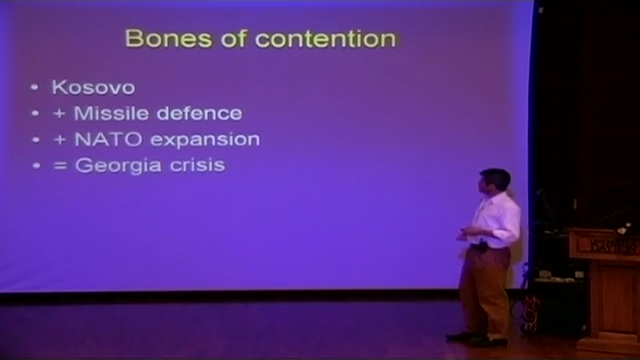 Bones of contention
• Kosovo
• + Missile defence
• + NATO expansion
• = Georgia crisis